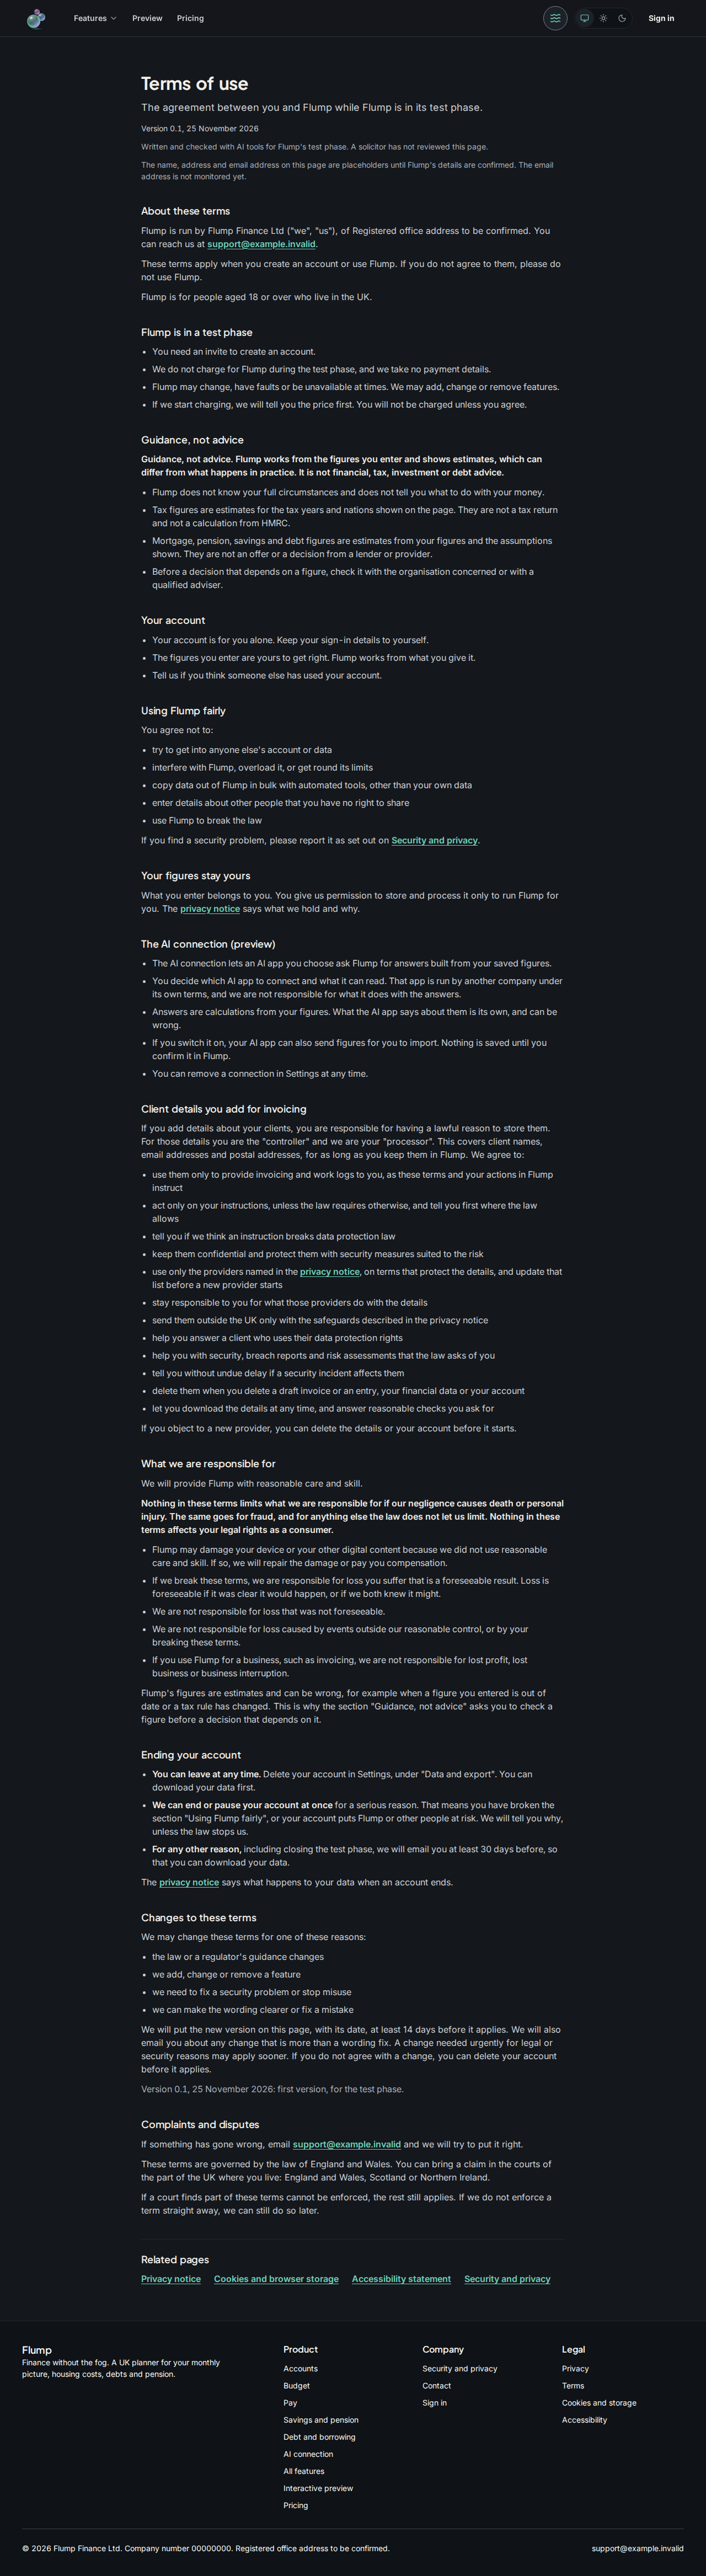 Features Preview Pricing Sign in
Terms of use
The agreement between you and Flump while Flump is in its test phase.
Version 0.1, 25 November 2026
Written and checked with AI tools for Flump's test phase. A solicitor has not reviewed this page.
The name, address and email address on this page are placeholders until Flump's details are confirmed. The email
address is not monitored yet.
About these terms
Flump is run by Flump Finance Ltd ("we", "us"), of Registered office address to be confirmed. You
can reach us at support@example.invalid.
These terms apply when you create an account or use Flump. If you do not agree to them, please do
not use Flump.
Flump is for people aged 18 or over who live in the UK.
Flump is in a test phase
• You need an invite to create an account.
• We do not charge for Flump during the test phase, and we take no payment details.
• Flump may change, have faults or be unavailable at times. We may add, change or remove features.
• If we start charging, we will tell you the price first. You will not be charged unless you agree.
Guidance, not advice
Guidance, not advice. Flump works from the figures you enter and shows estimates, which can
differ from what happens in practice. It is not financial, tax, investment or debt advice.
• Flump does not know your full circumstances and does not tell you what to do with your money.
• Tax figures are estimates for the tax years and nations shown on the page. They are not a tax return
and not a calculation from HMRC.
• Mortgage, pension, savings and debt figures are estimates from your figures and the assumptions
shown. They are not an offer or a decision from a lender or provider.
• Before a decision that depends on a figure, check it with the organisation concerned or with a
qualified adviser.
Your account
• Your account is for you alone. Keep your sign-in details to yourself.
• The figures you enter are yours to get right. Flump works from what you give it.
• Tell us if you think someone else has used your account.
Using Flump fairly
You agree not to:
• try to get into anyone else's account or data
• interfere with Flump, overload it, or get round its limits
• copy data out of Flump in bulk with automated tools, other than your own data
• enter details about other people that you have no right to share
• use Flump to break the law
If you find a security problem, please report it as set out on Security and privacy.
Your figures stay yours
What you enter belongs to you. You give us permission to store and process it only to run Flump for
you. The privacy notice says what we hold and why.
The AI connection (preview)
• The AI connection lets an AI app you choose ask Flump for answers built from your saved figures.
• You decide which AI app to connect and what it can read. That app is run by another company under
its own terms, and we are not responsible for what it does with the answers.
• Answers are calculations from your figures. What the AI app says about them is its own, and can be
wrong.
• If you switch it on, your AI app can also send figures for you to import. Nothing is saved until you
confirm it in Flump.
• You can remove a connection in Settings at any time.
Client details you add for invoicing
If you add details about your clients, you are responsible for having a lawful reason to store them.
For those details you are the "controller" and we are your "processor". This covers client names,
email addresses and postal addresses, for as long as you keep them in Flump. We agree to:
• use them only to provide invoicing and work logs to you, as these terms and your actions in Flump
instruct
• act only on your instructions, unless the law requires otherwise, and tell you first where the law
allows
• tell you if we think an instruction breaks data protection law
• keep them confidential and protect them with security measures suited to the risk
• use only the providers named in the privacy notice, on terms that protect the details, and update that
list before a new provider starts
• stay responsible to you for what those providers do with the details
• send them outside the UK only with the safeguards described in the privacy notice
• help you answer a client who uses their data protection rights
• help you with security, breach reports and risk assessments that the law asks of you
• tell you without undue delay if a security incident affects them
• delete them when you delete a draft invoice or an entry, your financial data or your account
• let you download the details at any time, and answer reasonable checks you ask for
If you object to a new provider, you can delete the details or your account before it starts.
What we are responsible for
We will provide Flump with reasonable care and skill.
Nothing in these terms limits what we are responsible for if our negligence causes death or personal
injury. The same goes for fraud, and for anything else the law does not let us limit. Nothing in these
terms affects your legal rights as a consumer.
• Flump may damage your device or your other digital content because we did not use reasonable
care and skill. If so, we will repair the damage or pay you compensation.
• If we break these terms, we are responsible for loss you suffer that is a foreseeable result. Loss is
foreseeable if it was clear it would happen, or if we both knew it might.
• We are not responsible for loss that was not foreseeable.
• We are not responsible for loss caused by events outside our reasonable control, or by your
breaking these terms.
• If you use Flump for a business, such as invoicing, we are not responsible for lost profit, lost
business or business interruption.
Flump's figures are estimates and can be wrong, for example when a figure you entered is out of
date or a tax rule has changed. This is why the section "Guidance, not advice" asks you to check a
figure before a decision that depends on it.
Ending your account
• You can leave at any time. Delete your account in Settings, under "Data and export". You can
download your data first.
• We can end or pause your account at once for a serious reason. That means you have broken the
section "Using Flump fairly", or your account puts Flump or other people at risk. We will tell you why,
unless the law stops us.
• For any other reason, including closing the test phase, we will email you at least 30 days before, so
that you can download your data.
The privacy notice says what happens to your data when an account ends.
Changes to these terms
We may change these terms for one of these reasons:
• the law or a regulator's guidance changes
• we add, change or remove a feature
• we need to fix a security problem or stop misuse
• we can make the wording clearer or fix a mistake
We will put the new version on this page, with its date, at least 14 days before it applies. We will also
email you about any change that is more than a wording fix. A change needed urgently for legal or
security reasons may apply sooner. If you do not agree with a change, you can delete your account
before it applies.
Version 0.1, 25 November 2026: first version, for the test phase.
Complaints and disputes
If something has gone wrong, email support@example.invalid and we will try to put it right.
These terms are governed by the law of England and Wales. You can bring a claim in the courts of
the part of the UK where you live: England and Wales, Scotland or Northern Ireland.
If a court finds part of these terms cannot be enforced, the rest still applies. If we do not enforce a
term straight away, we can still do so later.
Related pages
Privacy notice Cookies and browser storage Accessibility statement Security and privacy
Flump
Finance without the fog. A UK planner for your monthly
picture, housing costs, debts and pension.
Product
Accounts
Budget
Pay
Savings and pension
Debt and borrowing
AI connection
All features
Interactive preview
Pricing
Company
Security and privacy
Contact
Sign in
Legal
Privacy
Terms
Cookies and storage
Accessibility
© 2026 Flump Finance Ltd. Company number 00000000. Registered office address to be confirmed.
support@example.invalid